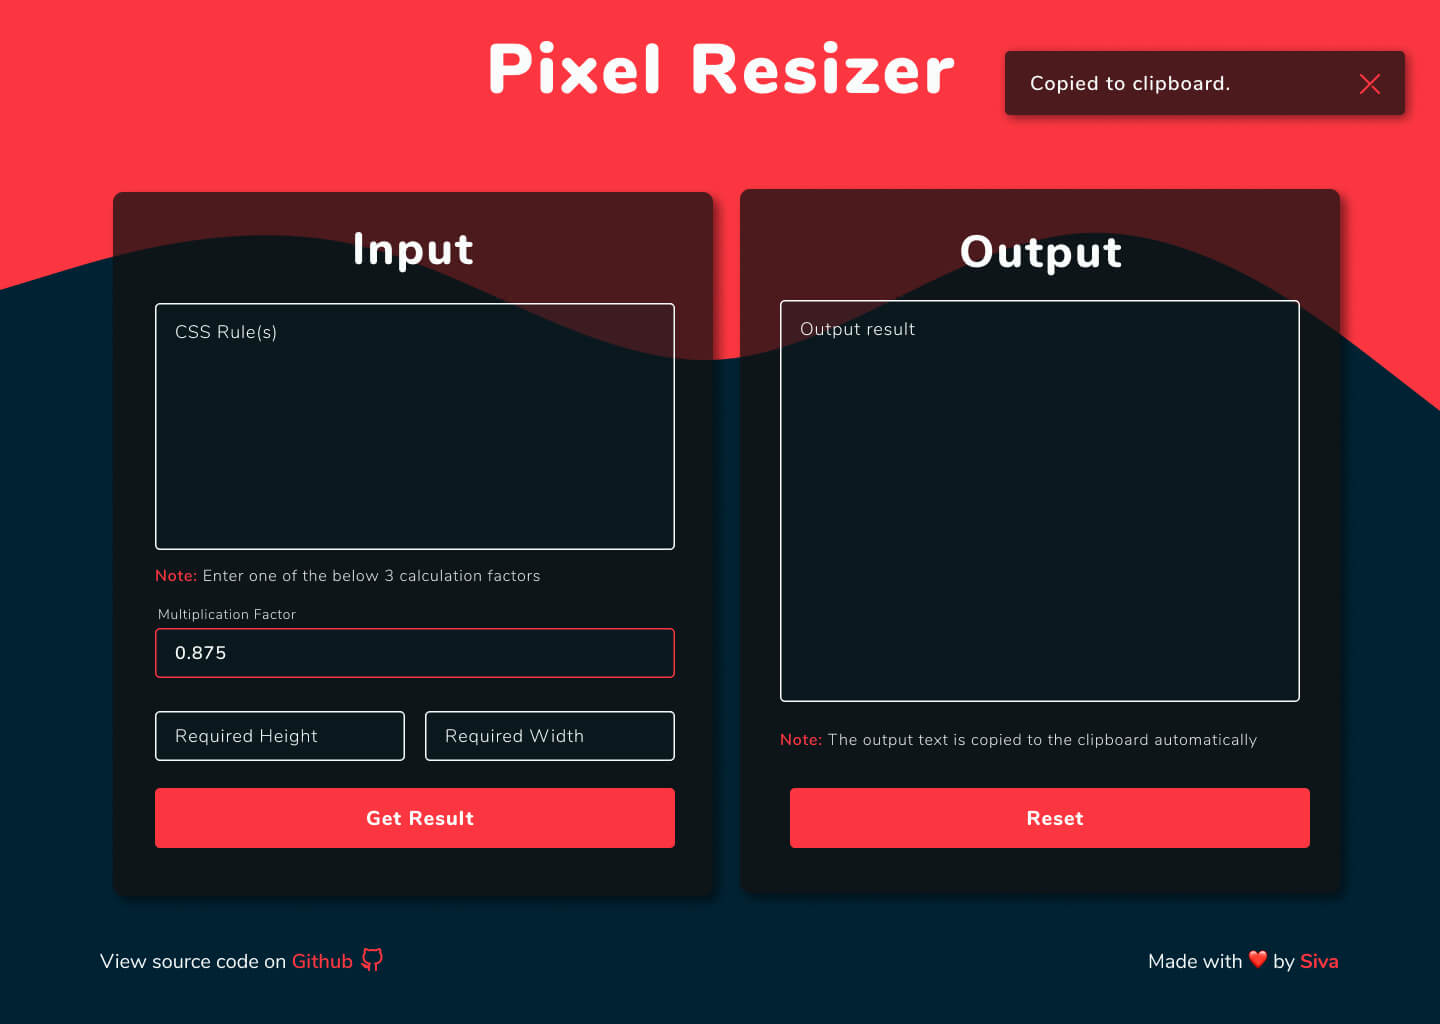 Pixel Resizer
Copied to clipboard.
Input
CSS Rule(s)
Note: Enter one of the below 3 calculation factors
Multiplication Factor
0.875
Required Height
Required Width
Get Result
Output
Output result
Note: The output text is copied to the clipboard automatically
Reset
View source code on Github
Made with ❤️ by Siva